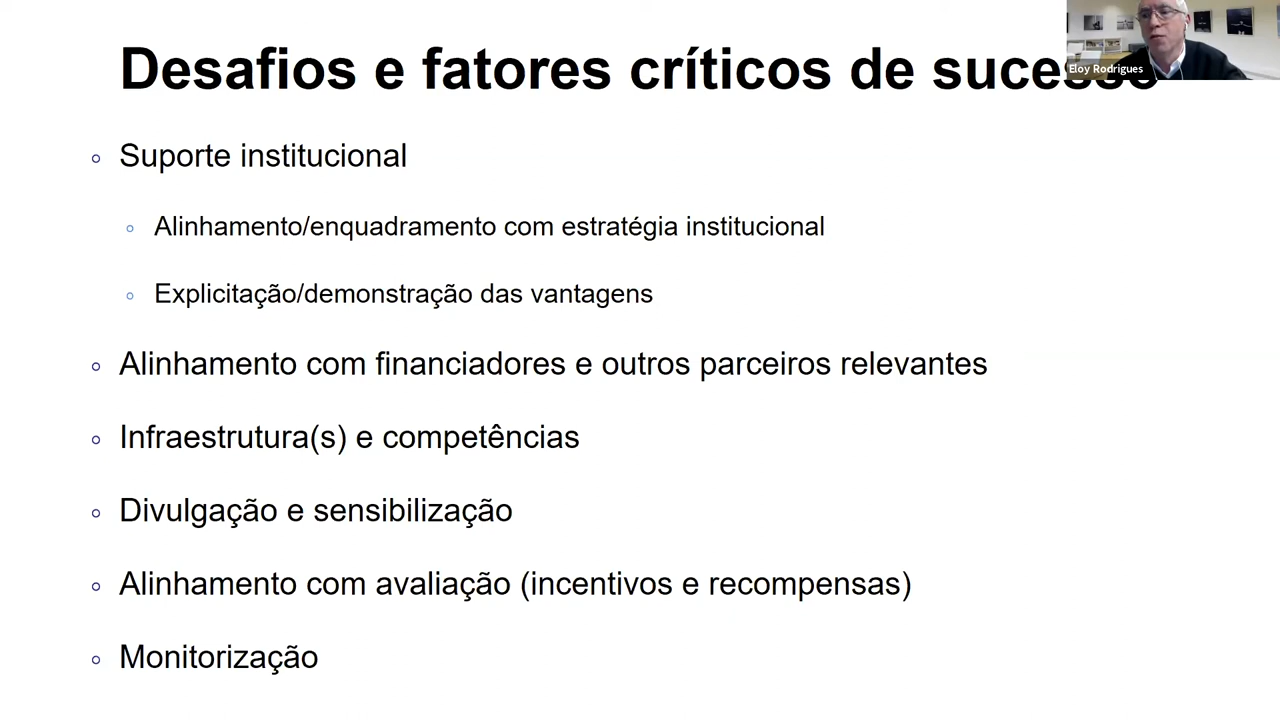 Desafios e fatores críticos de sucesso
Eloy Rodrigues
Suporte institucional
Alinhamento/enquadramento com estratégia institucional
Explicitação/demonstração das vantagens
Alinhamento com financiadores e outros parceiros relevantes
Infraestrutura(s) e competências
Divulgação e sensibilização
Alinhamento com avaliação (incentivos e recompensas)
Monitorização